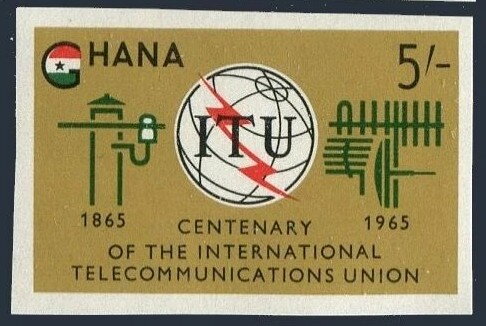 GHANA 5/-
ITU
1865 1965
CENTENARY
OF THE INTERNATIONAL
TELECOMMUNICATIONS UNION